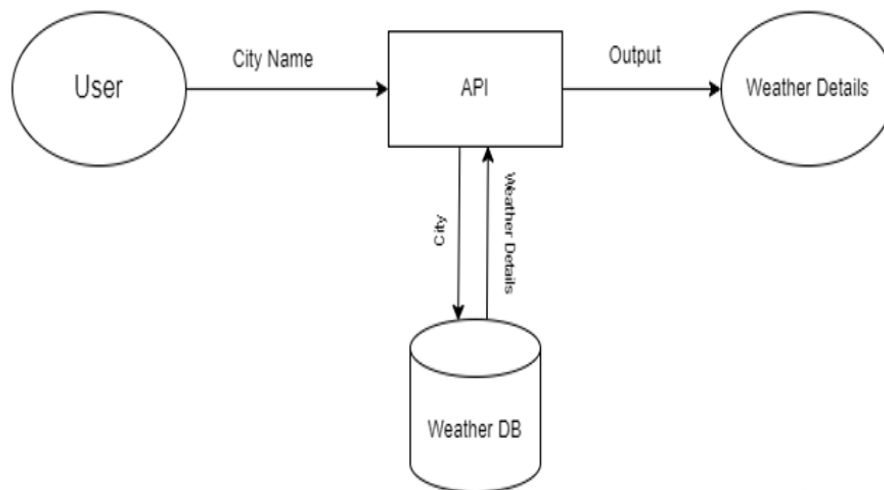 User
City Name
API
Output
Weather Details
City
Weather Details
Weather DB